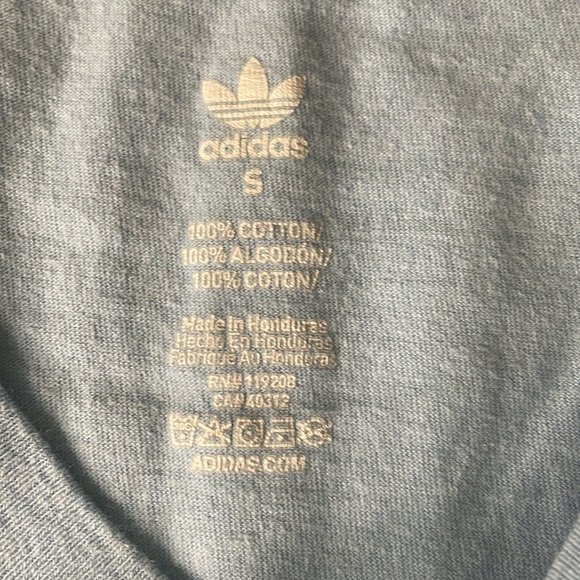 adidas
S
100% COTTON/
100% ALGODÓN/
100% COTON/
Made In Honduras
Hecho En Honduras
Fabrique Au Honduras
RN# 119208
CA# 40312
ADIDAS.COM